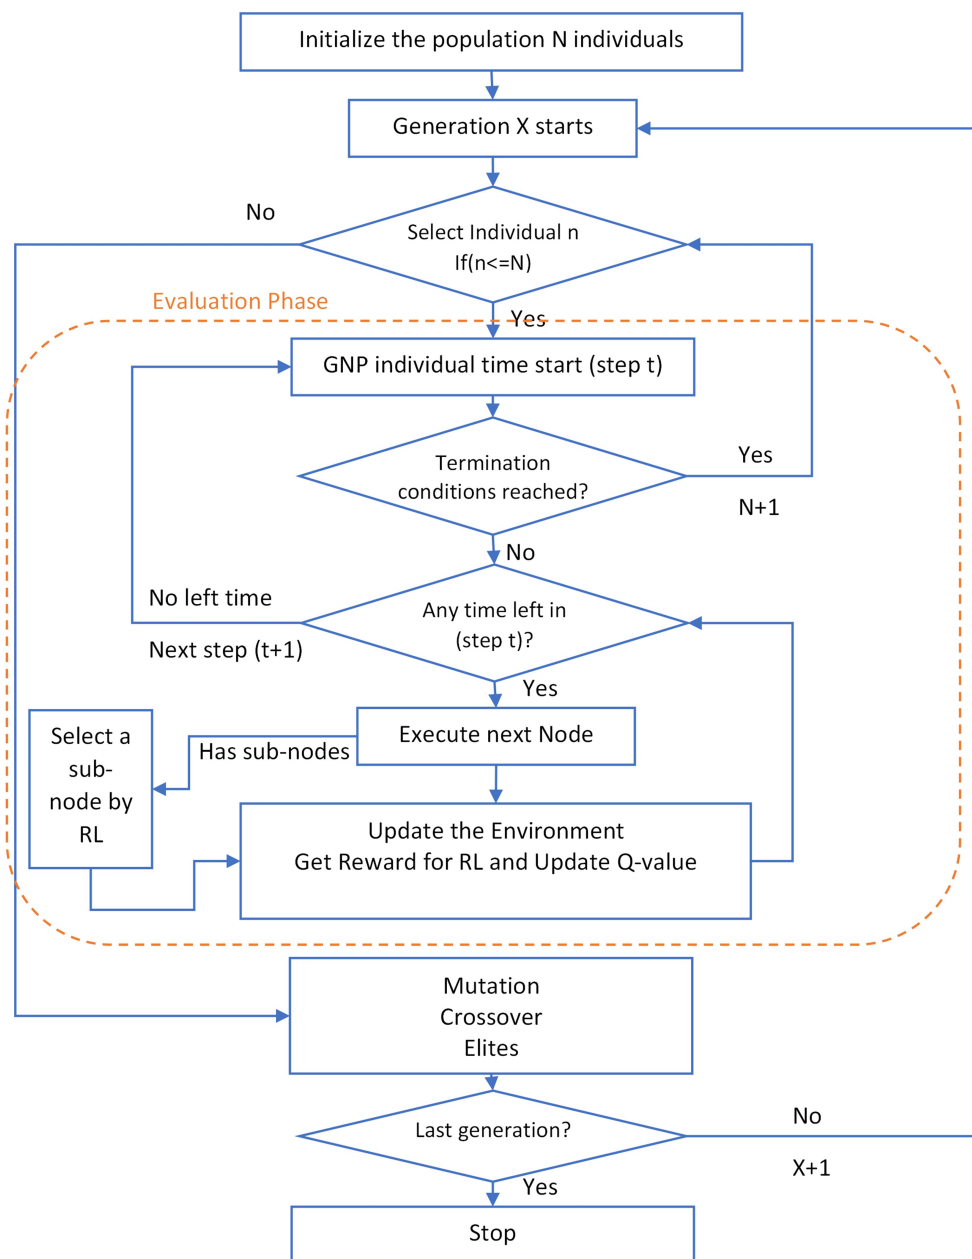 Initialize the population N individuals
Generation X starts
No
Select Individual n
If(n<=N)
Evaluation Phase
Yes
GNP individual time start (step t)
Termination
conditions reached?
Yes
N+1
No
No left time
Any time left in
(step t)?
Next step (t+1)
Yes
Execute next Node
Has sub-nodes
Select a
sub-
node by
RL
Update the Environment
Get Reward for RL and Update Q-value
Mutation
Crossover
Elites
Last generation?
No
X+1
Yes
Stop